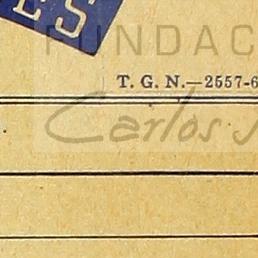 ES
FUNDAC
T. G. N.—2557-6
Carlos